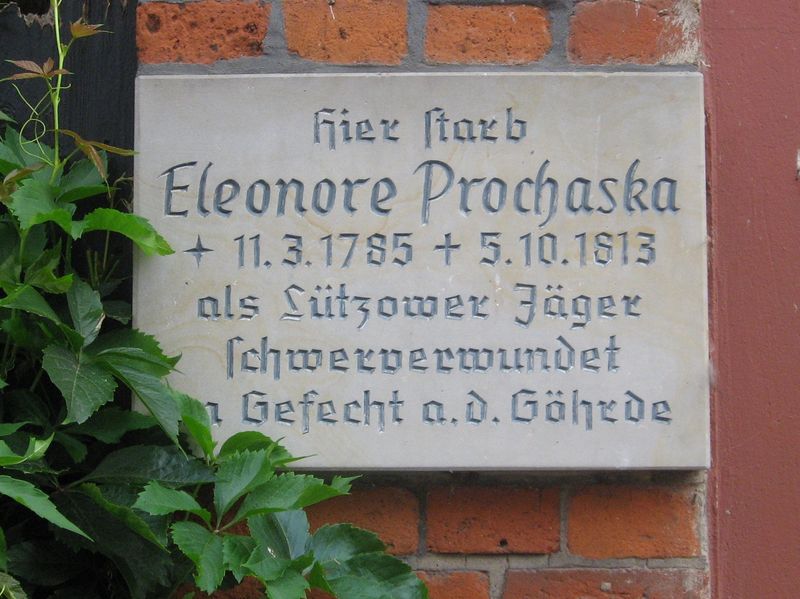 Hier starb
Eleonore Prochaska
✦ 11.3.1785 ✝ 5.10.1813
als Lützower Jäger
schwerverwundet
Gefecht a.d. Göhrde